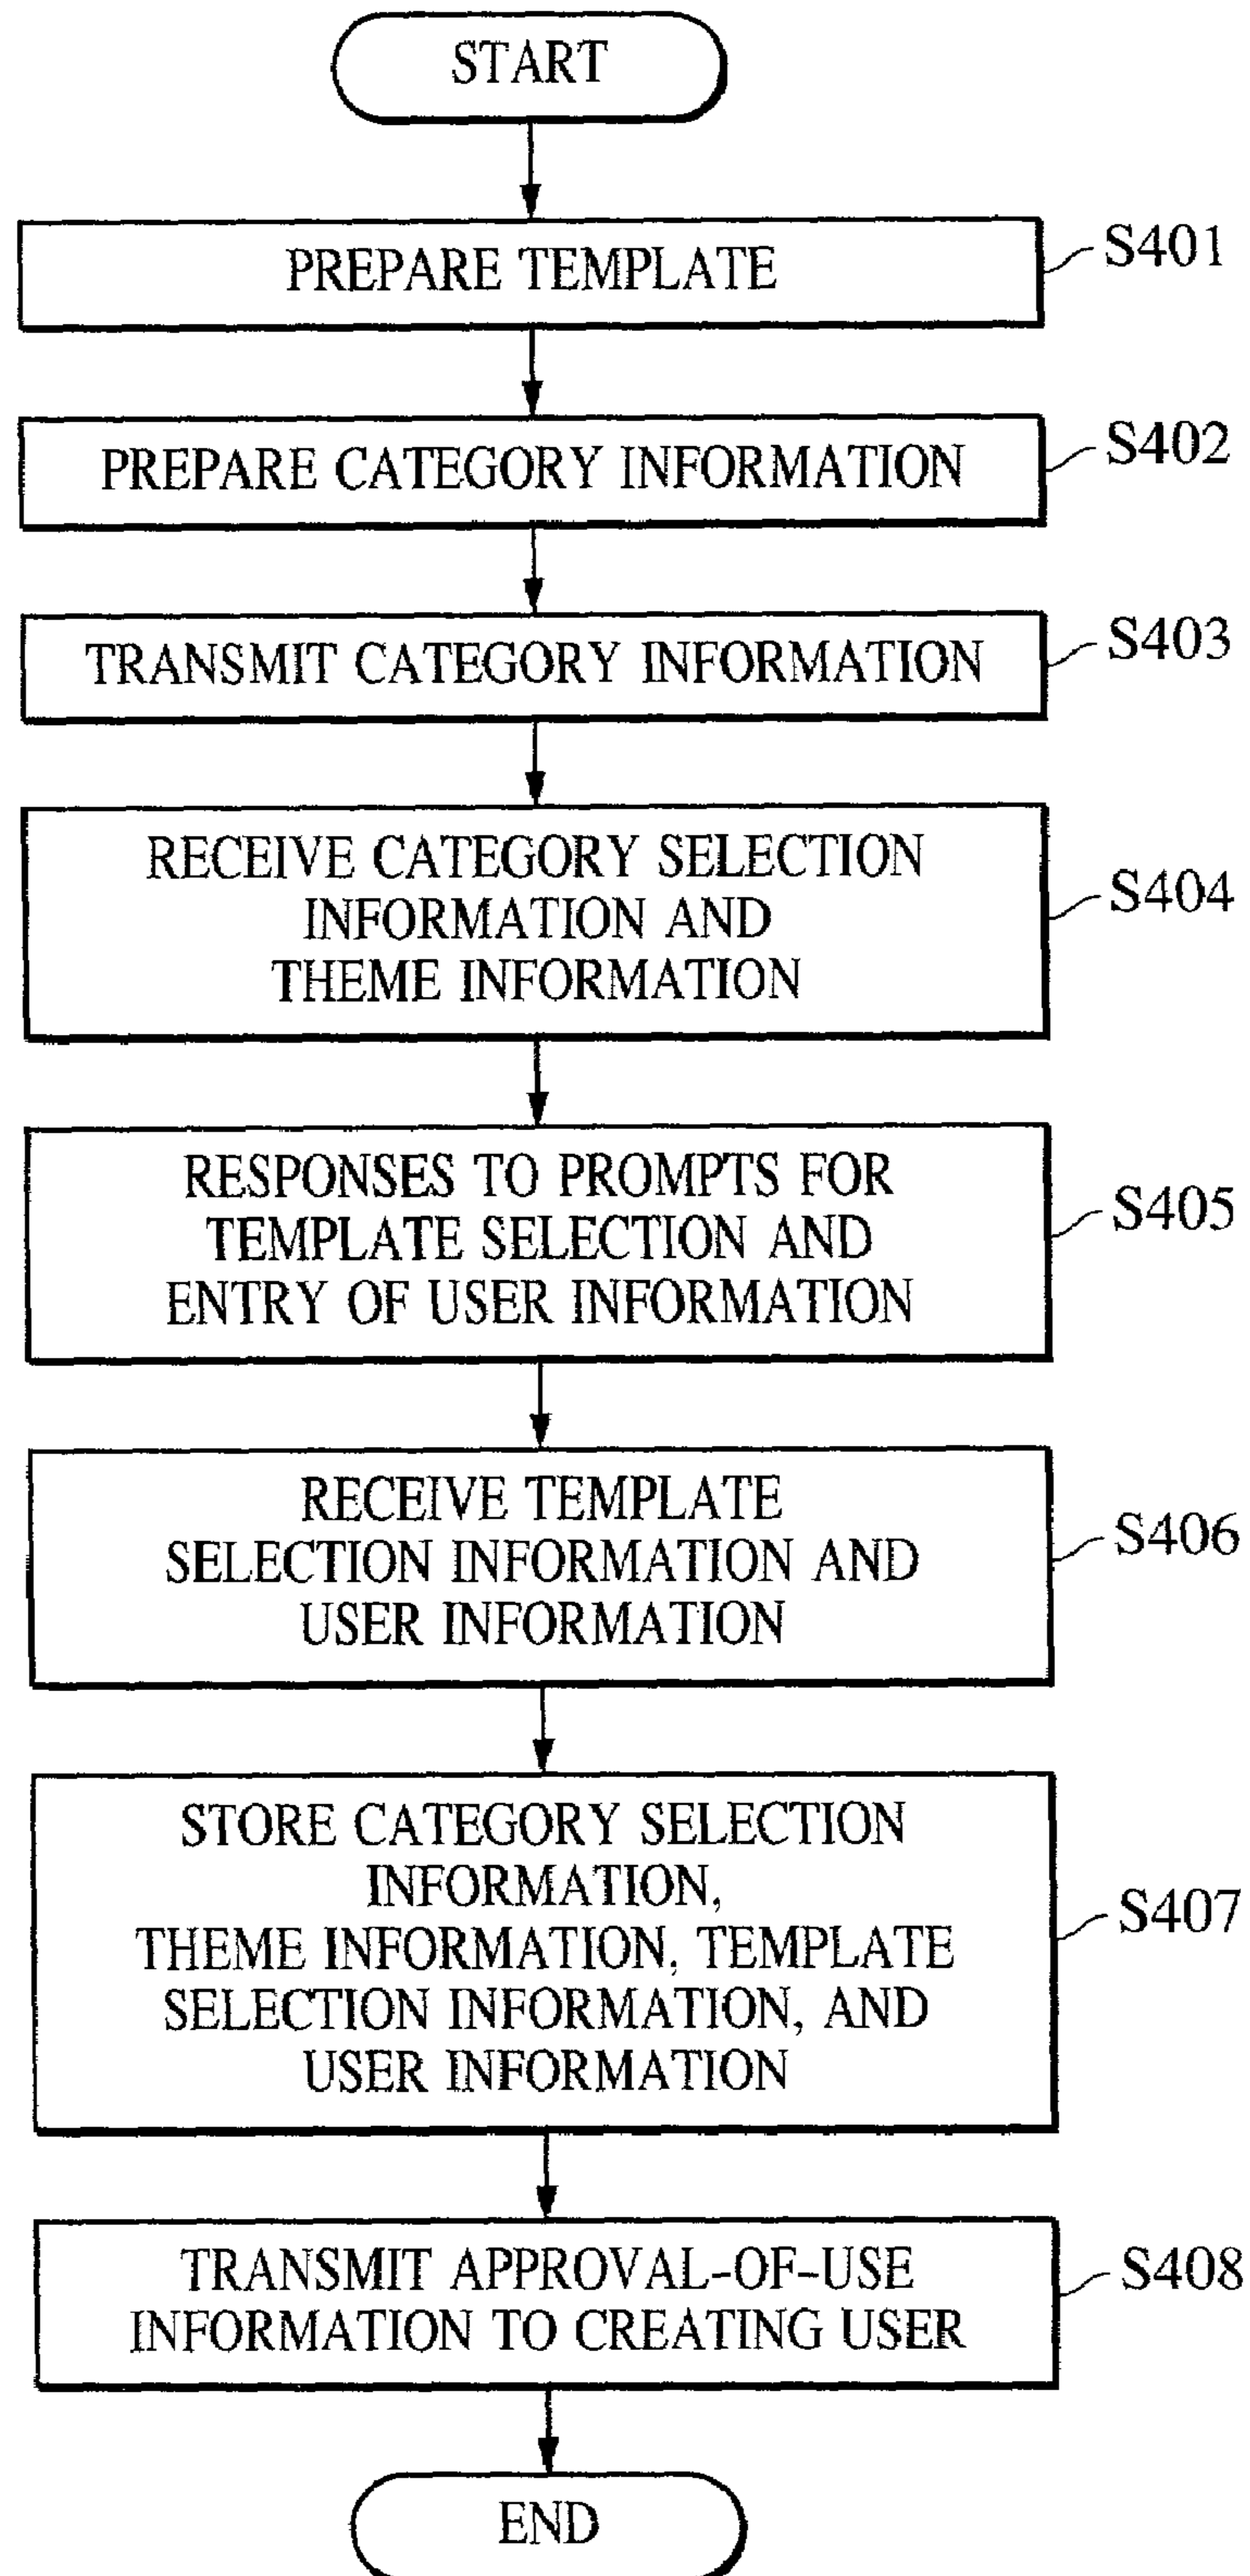 START
PREPARE TEMPLATE
S401
PREPARE CATEGORY INFORMATION
S402
TRANSMIT CATEGORY INFORMATION
S403
RECEIVE CATEGORY SELECTION
INFORMATION AND
THEME INFORMATION
S404
RESPONSES TO PROMPTS FOR
TEMPLATE SELECTION AND
ENTRY OF USER INFORMATION
S405
RECEIVE TEMPLATE
SELECTION INFORMATION AND
USER INFORMATION
S406
STORE CATEGORY SELECTION
INFORMATION,
THEME INFORMATION, TEMPLATE
SELECTION INFORMATION, AND
USER INFORMATION
S407
TRANSMIT APPROVAL-OF-USE
INFORMATION TO CREATING USER
S408
END